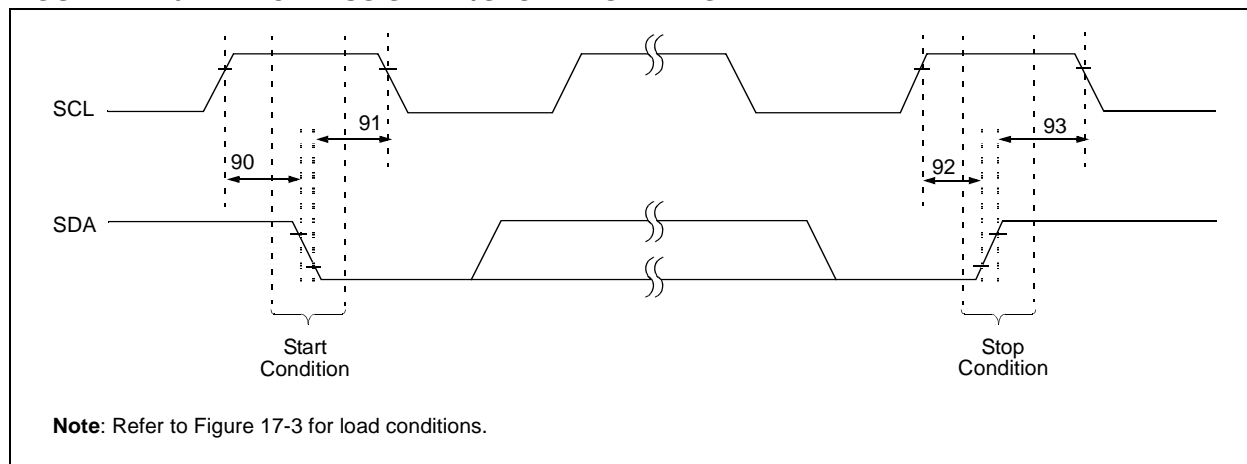 SCL
91
93
90
92
SDA
Start
Condition
Stop
Condition
Note: Refer to Figure 17-3 for load conditions.